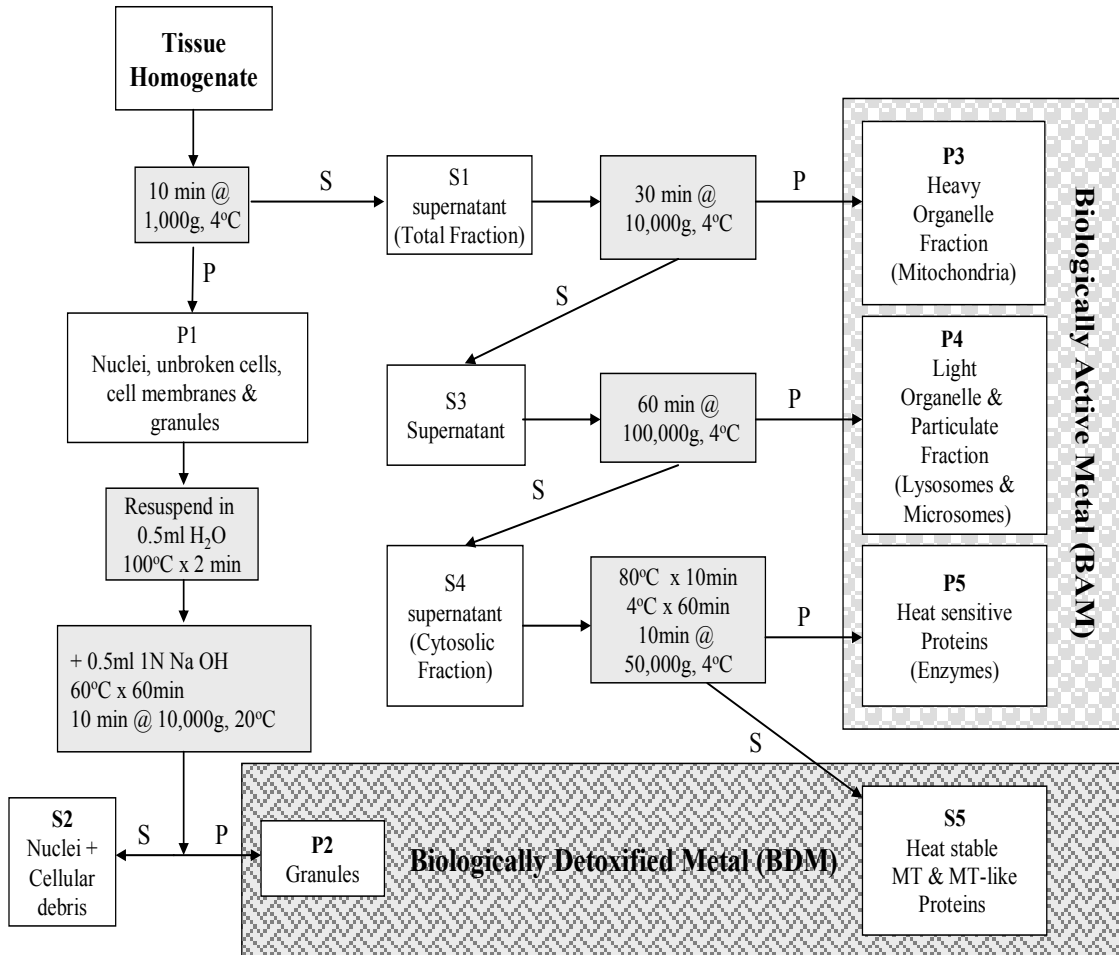 Tissue
Homogenate
10 min @
1,000g, 4°C
S
S1
supernatant
(Total Fraction)
30 min @
10,000g, 4°C
P
P3
Heavy
Organelle
Fraction
(Mitochondria)
P
S
P1
Nuclei, unbroken cells,
cell membranes &
granules
S3
Supernatant
60 min @
100,000g, 4°C
P
P4
Light
Organelle &
Particulate
Fraction
(Lysosomes &
Microsomes)
S
Resuspend in
0.5ml H₂O
100°C x 2 min
S4
supernatant
(Cytosolic
Fraction)
80°C x 10min
4°C x 60min
10min @
50,000g, 4°C
P
P5
Heat sensitive
Proteins
(Enzymes)
Biologically Active Metal (BAM)
+ 0.5ml 1N Na OH
60°C x 60min
10 min @ 10,000g, 20°C
S
S2
Nuclei +
Cellular
debris
S
P
P2
Granules
Biologically Detoxified Metal (BDM)
S5
Heat stable
MT & MT-like
Proteins